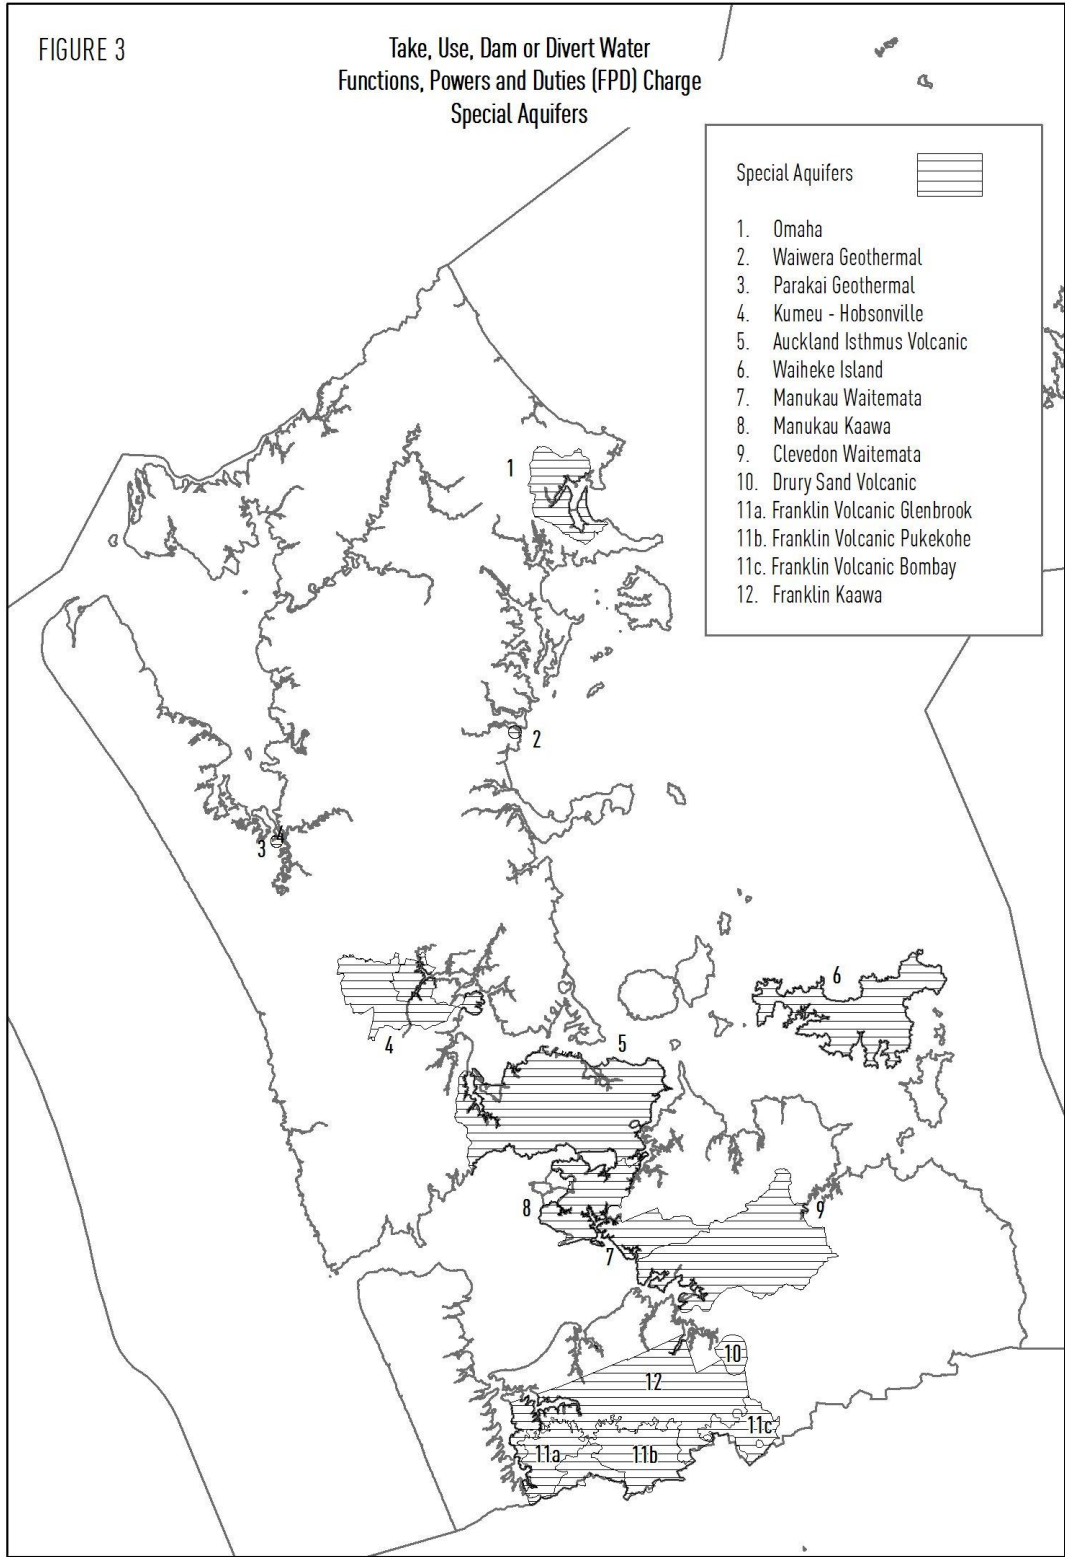 FIGURE 3
Take, Use, Dam or Divert Water
Functions, Powers and Duties (FPD) Charge
Special Aquifers
Special Aquifers
1. Omaha
2. Waiwera Geothermal
3. Parakai Geothermal
4. Kumeu - Hobsonville
5. Auckland Isthmus Volcanic
6. Waiheke Island
7. Manukau Waitemata
8. Manukau Kaawa
9. Clevedon Waitemata
10. Drury Sand Volcanic
11a. Franklin Volcanic Glenbrook
11b. Franklin Volcanic Pukekohe
11c. Franklin Volcanic Bombay
12. Franklin Kaawa
1
2
4
3
6
4
5
8
9
7
10
12
11c
11a
11b